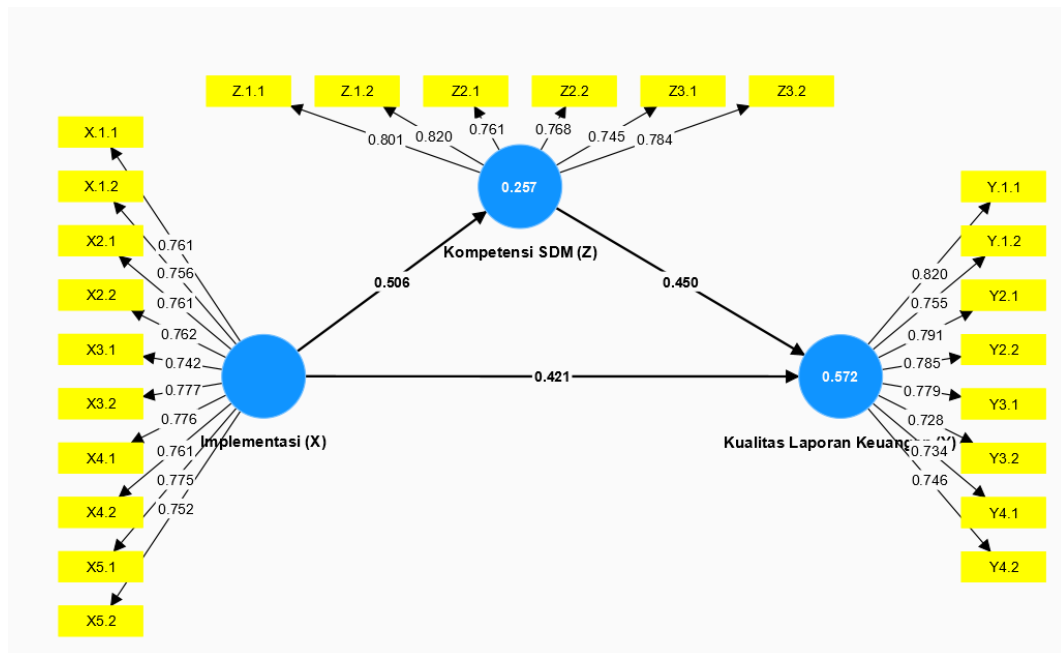 Z.1.1
Z.1.2
Z2.1
Z2.2
Z3.1
Z3.2
0.801
0.820
0.761
0.768
0.745
0.784
0.257
Kompetensi SDM (Z)
X.1.1
X.1.2
X2.1
X2.2
X3.1
X3.2
X4.1
X4.2
X5.1
X5.2
0.761
0.756
0.761
0.762
0.742
0.777
0.776
0.761
0.775
0.752
Implementasi (X)
0.506
0.450
0.421
0.572
Kualitas Laporan Keuangan (Y)
0.820
0.755
0.791
0.785
0.779
0.728
0.734
0.746
Y.1.1
Y.1.2
Y2.1
Y2.2
Y3.1
Y3.2
Y4.1
Y4.2